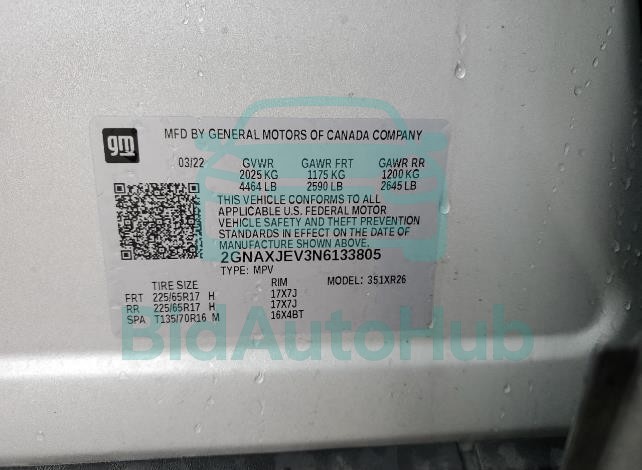 gm
MFD BY GENERAL MOTORS OF CANADA COMPANY
03/22 GVWR GAWR FRT GAWR RR
2025 KG 1175 KG 1200 KG
4464 LB 2590 LB 2645 LB
THIS VEHICLE CONFORMS TO ALL
APPLICABLE U.S. FEDERAL MOTOR
VEHICLE SAFETY AND THEFT PREVENTION
STANDARDS IN EFFECT ON THE DATE OF
MANUFACTURE SHOWN ABOVE.
2GNAXJEV3N6133805
TYPE: MPV MODEL: 351XR26
TIRE SIZE RIM
FRT 225/65R17 H 17X7J
RR 225/65R17 H 17X7J
SPA T135/70R16 M 16X4BT
BidAutoHub